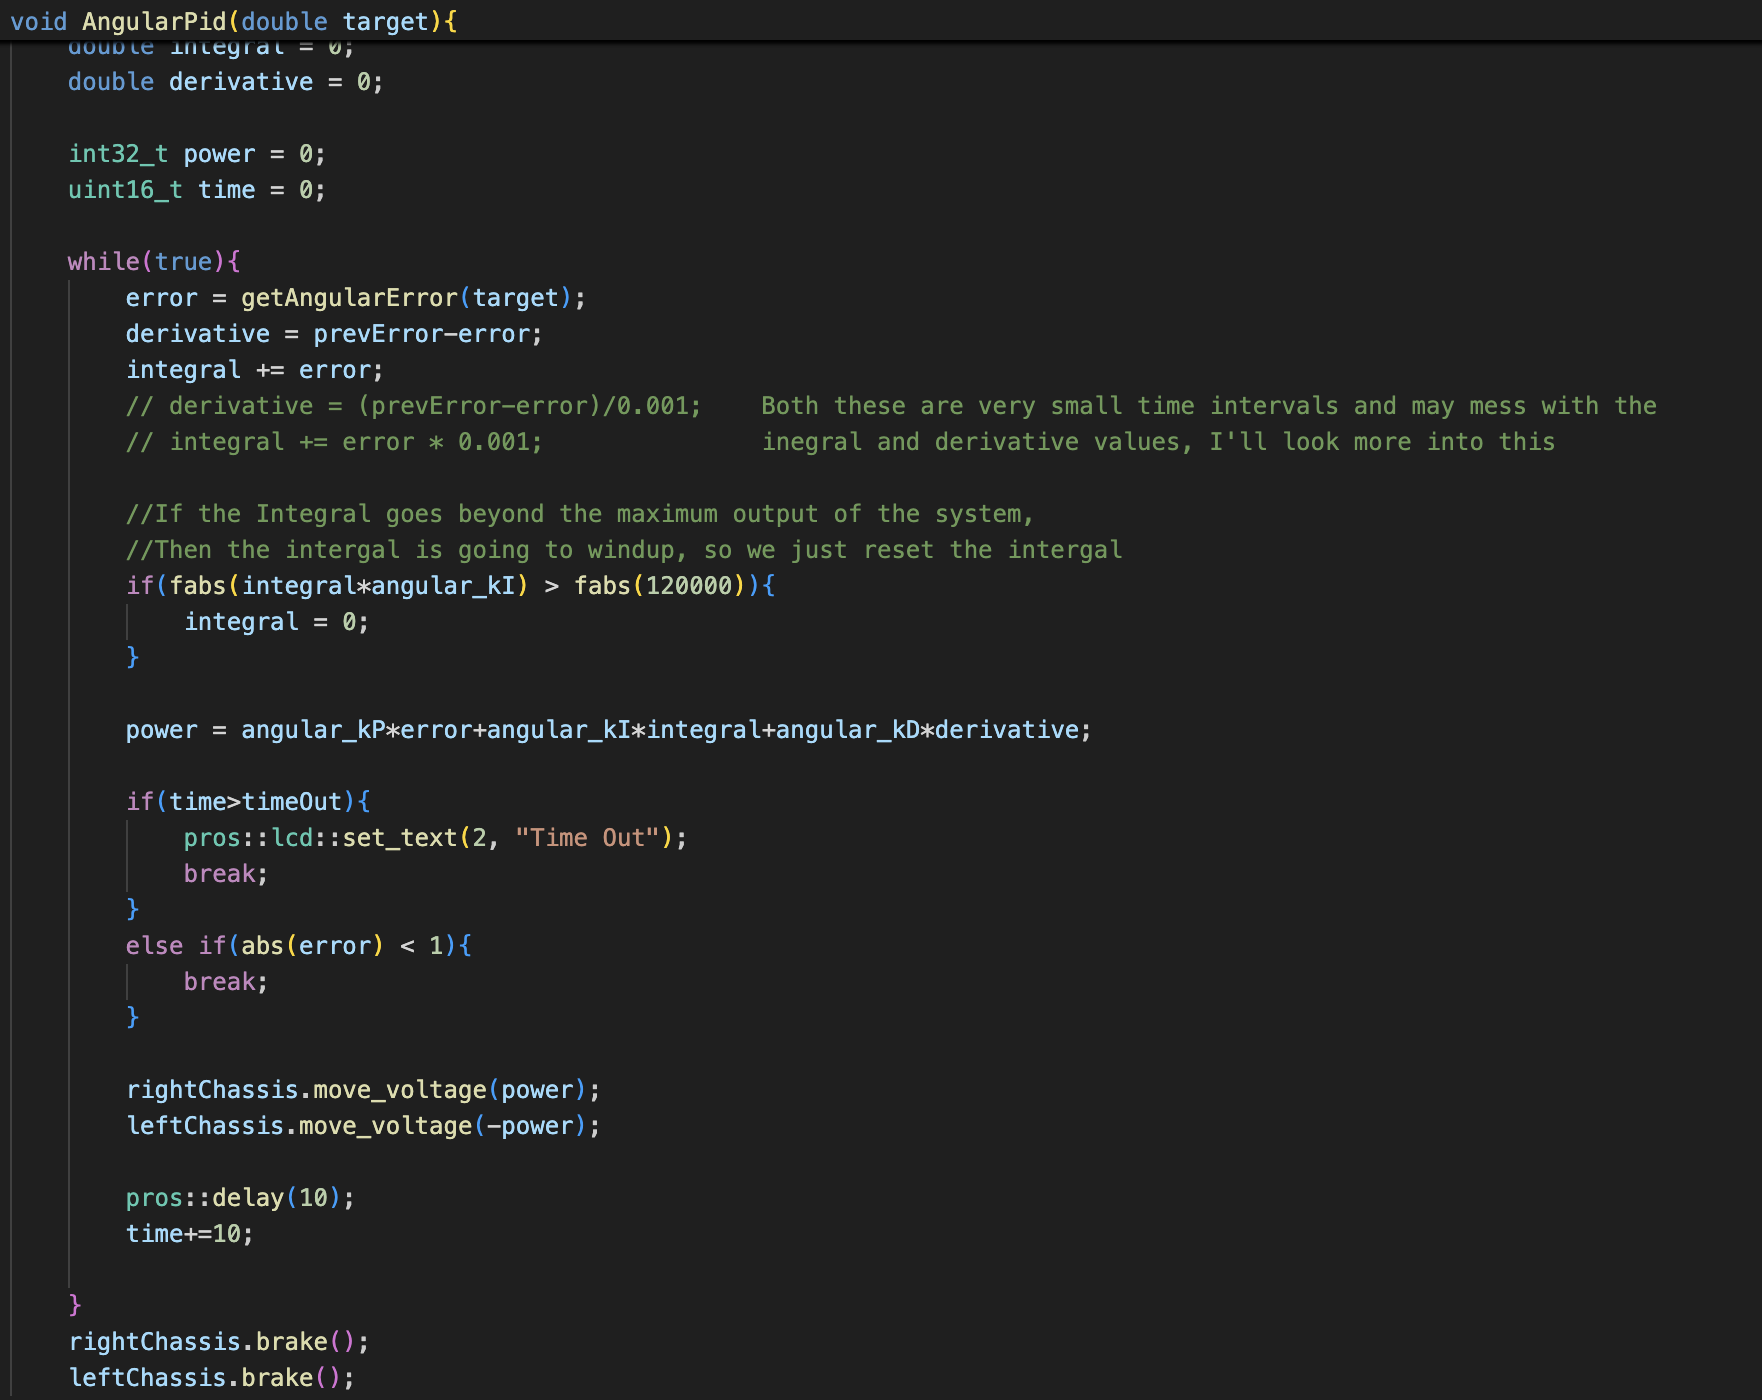 void AngularPid(double target){
double integral = 0;
double derivative = 0;
int32_t power = 0;
uint16_t time = 0;
while(true){
error = getAngularError(target);
derivative = prevError-error;
integral += error;
// derivative = (prevError-error)/0.001;    Both these are very small time intervals and may mess with the
// integral += error * 0.001;               inegral and derivative values, I'll look more into this
//If the Integral goes beyond the maximum output of the system,
//Then the intergal is going to windup, so we just reset the intergal
if(fabs(integral*angular_kI) > fabs(120000)){
integral = 0;
}
power = angular_kP*error+angular_kI*integral+angular_kD*derivative;
if(time>timeOut){
pros::lcd::set_text(2, "Time Out");
break;
}
else if(abs(error) < 1){
break;
}
rightChassis.move_voltage(power);
leftChassis.move_voltage(-power);
pros::delay(10);
time+=10;
}
rightChassis.brake();
leftChassis.brake();